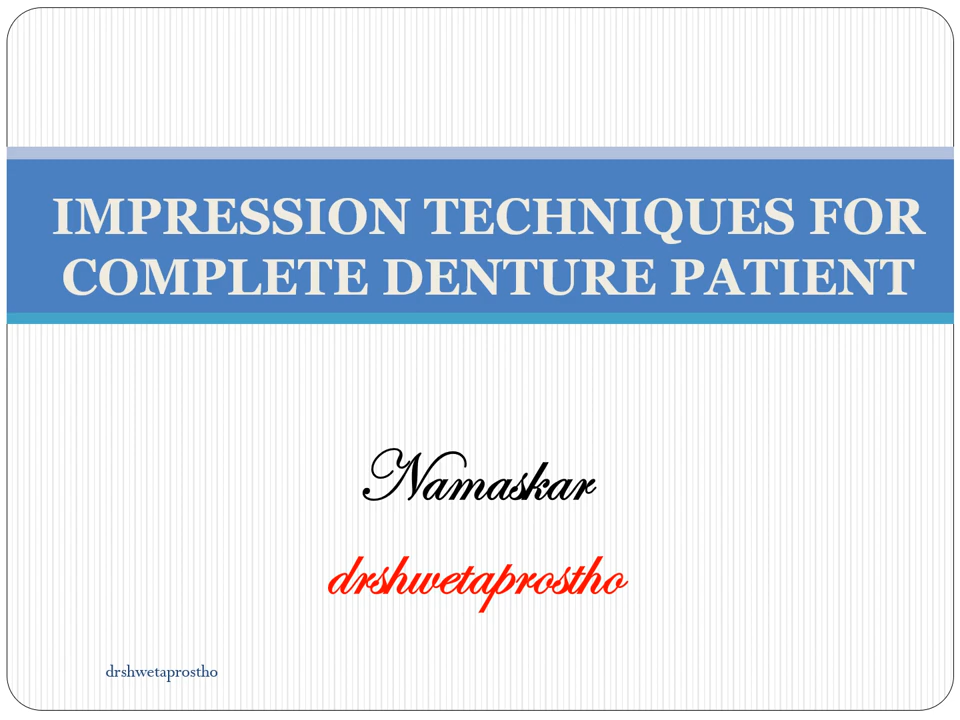 IMPRESSION TECHNIQUES FOR
COMPLETE DENTURE PATIENT
Namaskar
drshwetaprostho
drshwetaprostho